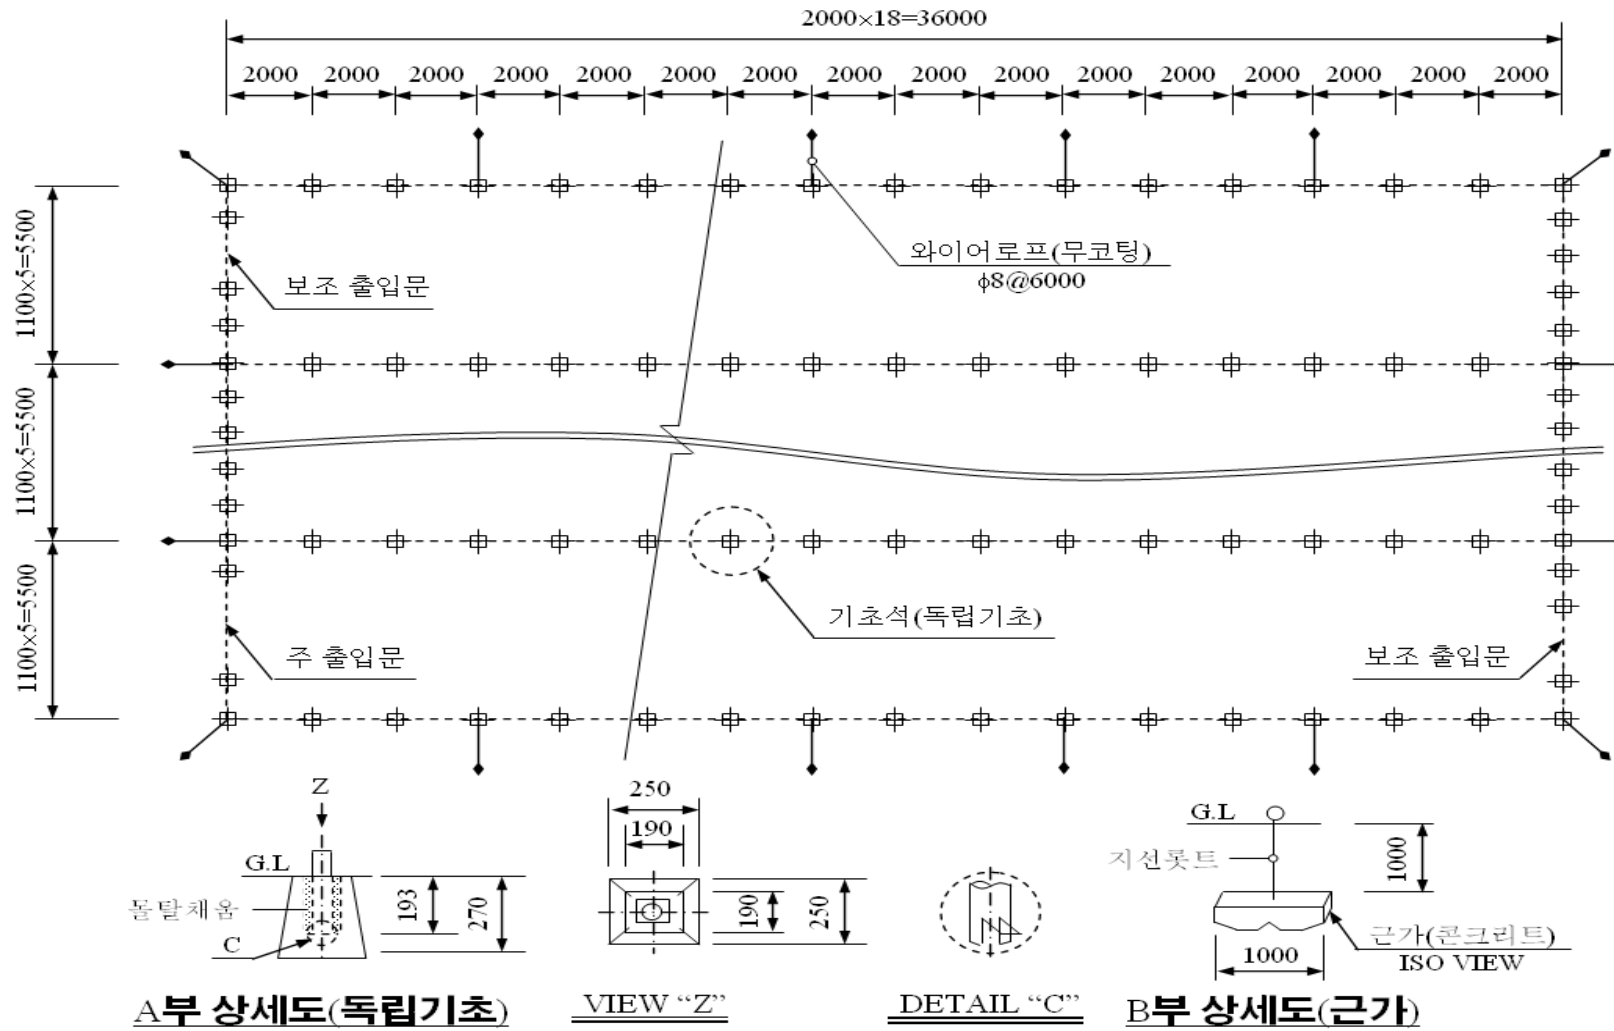 2000×18=36000
2000 2000 2000 2000 2000 2000 2000 2000 2000 2000 2000 2000 2000 2000 2000 2000
1100×5=5500
와이어로프(무코팅)
ϕ8@6000
보조 출입문
1100×5=5500
1100×5=5500
기초석(독립기초)
주 출입문
보조 출입문
Z
G.L
몰탈채움
C
193
270
A부 상세도(독립기초)
250
190
190
250
VIEW “Z”
DETAIL “C”
G.L
지선롯트
1000
1000
근가(콘크리트)
ISO VIEW
B부 상세도(근가)